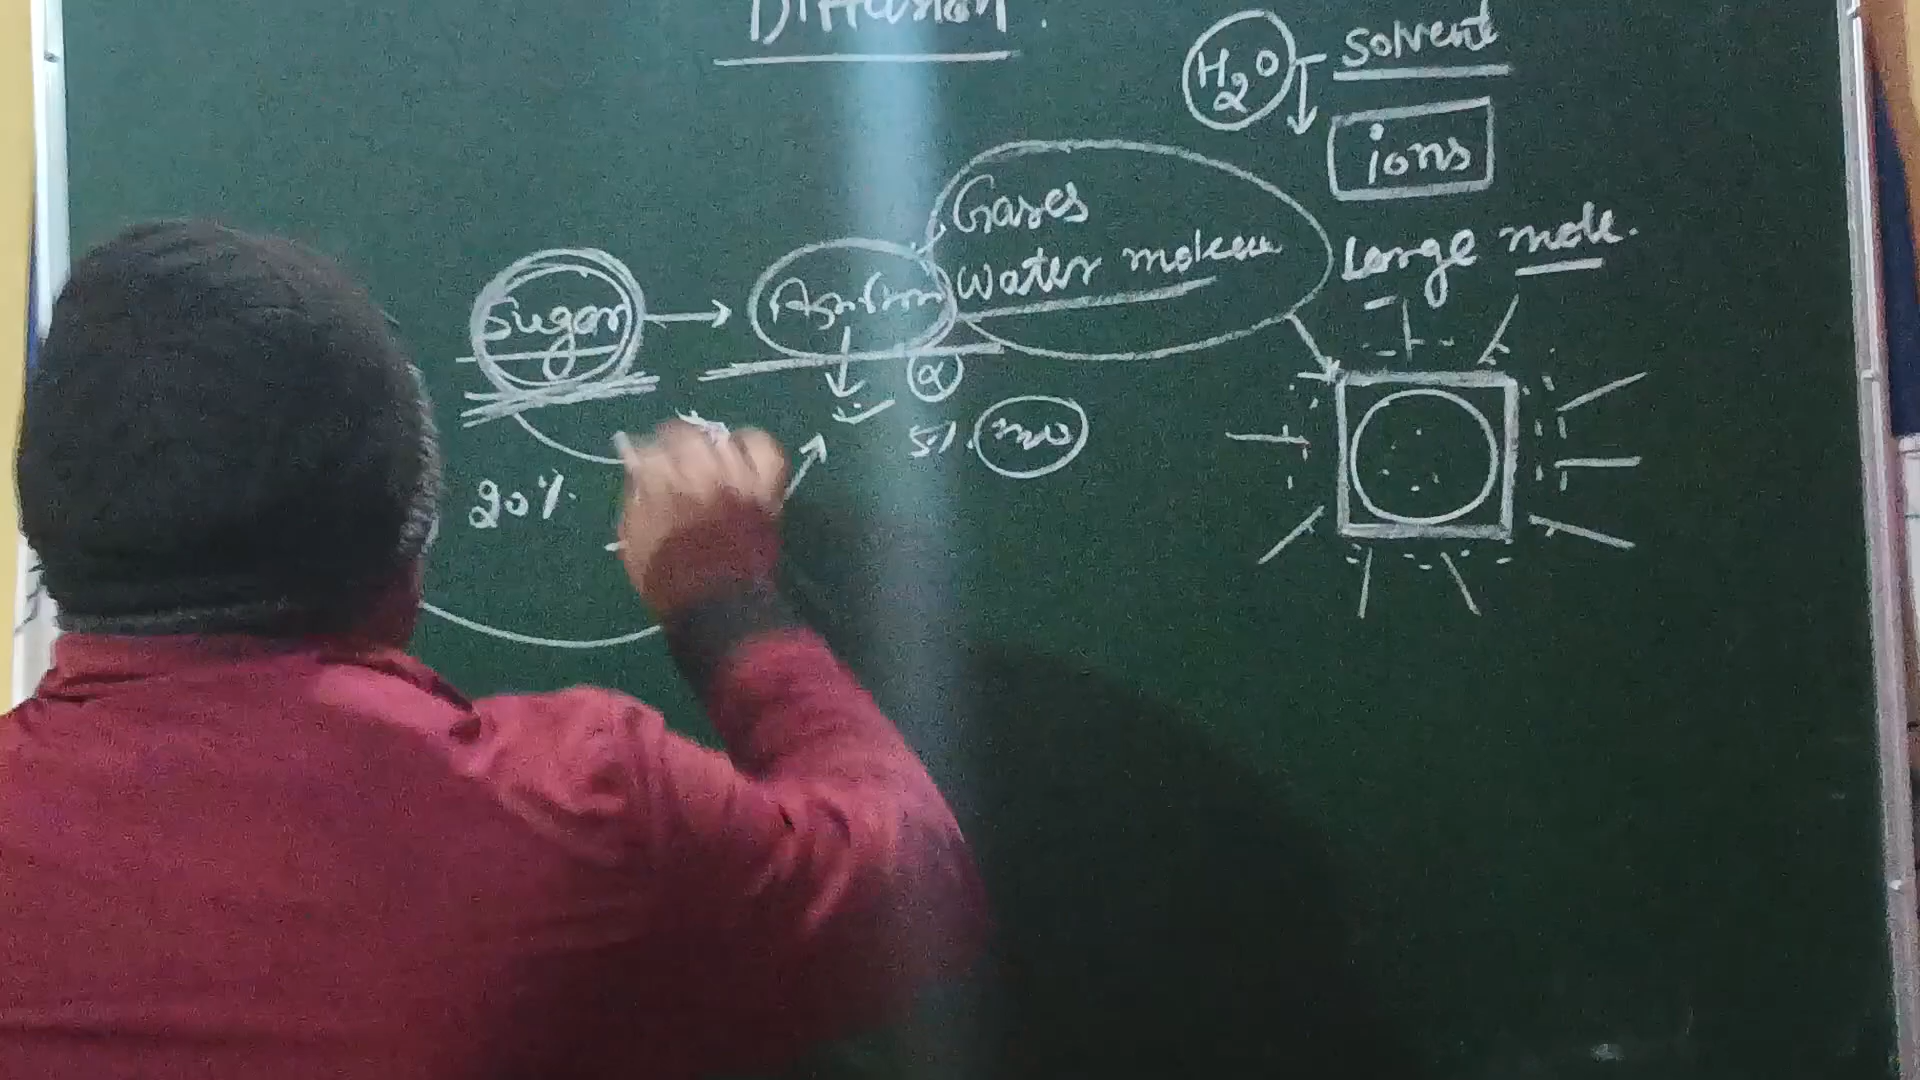 Diffusion.
H2O
Solvent
ions
Gases
Water molecu
Large mole.
Sugar
α
5%.
20%.